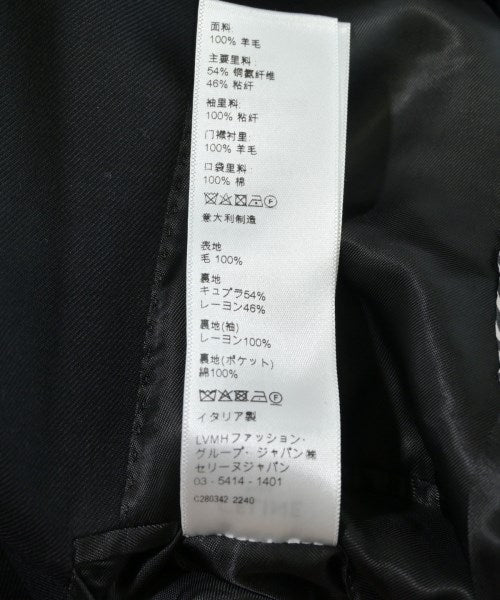 面料:
100% 羊毛
主要里料:
54% 铜氨纤维
46% 粘纤
袖里料:
100% 粘纤
门襟衬里:
100% 羊毛
口袋里料:
100% 棉
意大利制造
表地
毛 100%
裏地
キュプラ54%
レーヨン46%
裏地(袖)
レーヨン100%
裏地(ポケット)
綿100%
イタリア製
LVMHファッション・
グループ・ジャパン㈱
セリーヌジャパン
03 - 5414 - 1401
C280342 2240